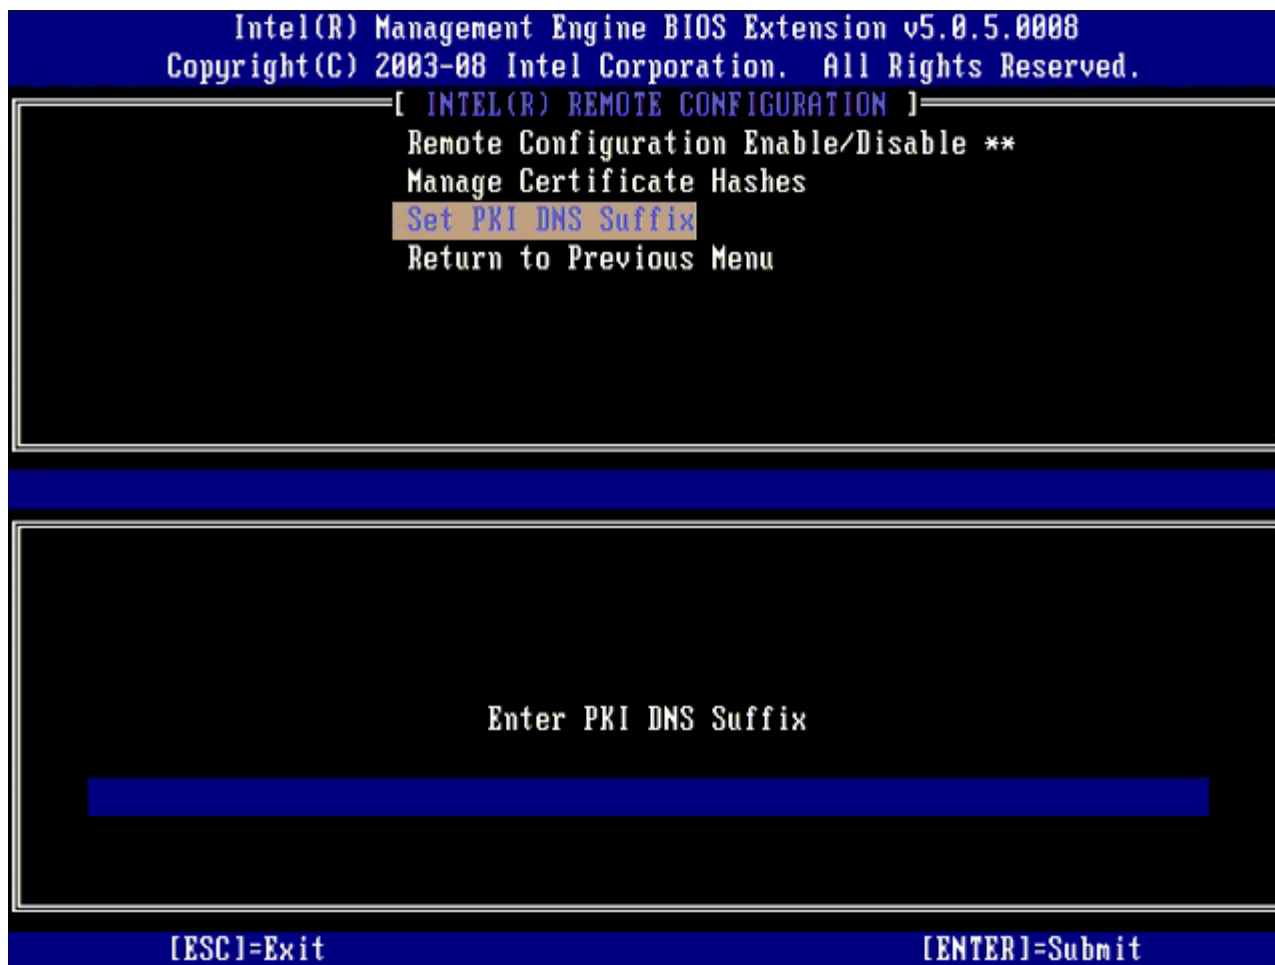 Intel(R) Management Engine BIOS Extension v5.0.5.0008
Copyright(C) 2003-08 Intel Corporation. All Rights Reserved.
[ INTEL(R) REMOTE CONFIGURATION ]
Remote Configuration Enable/Disable **
Manage Certificate Hashes
Set PKI DNS Suffix
Return to Previous Menu
Enter PKI DNS Suffix
[ESC]=Exit [ENTER]=Submit